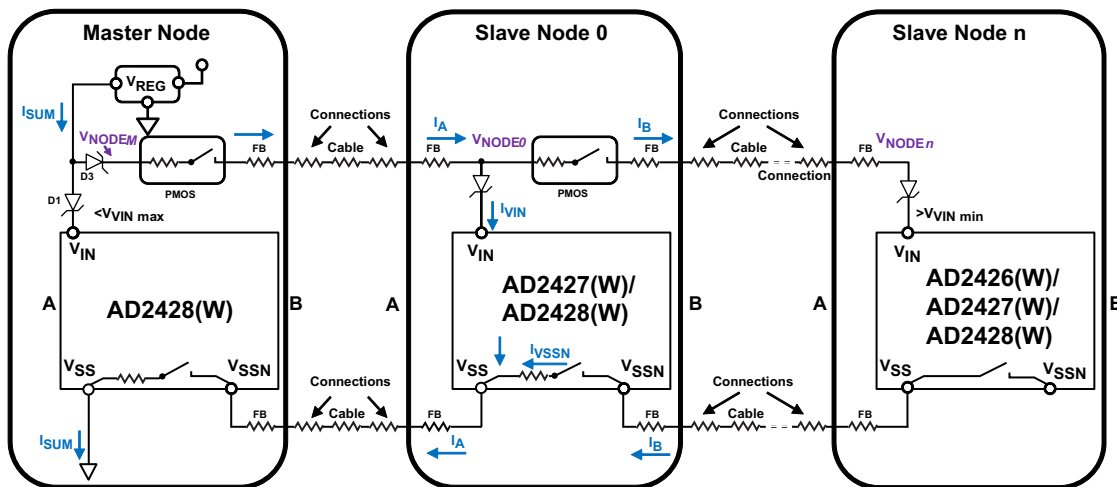 Master Node
VREG
ISUM
VNODEM
D3
PMOS
FB
D1
<VVIN max
VIN
A
AD2428(W)
B
VSS
VSSN
FB
ISUM
Connections
Cable
Connections
Cable
Slave Node 0
IA
FB
VNODE0
IB
PMOS
FB
IVIN
VIN
A
AD2427(W)/
AD2428(W)
B
IVSSN
VSS
VSSN
FB
IA
FB
IB
Connections
Cable
Connection
Connections
Cable
Slave Node n
VNODEn
FB
>VVIN min
VIN
A
AD2426(W)/
AD2427(W)/
AD2428(W)
B
VSS
VSSN
FB